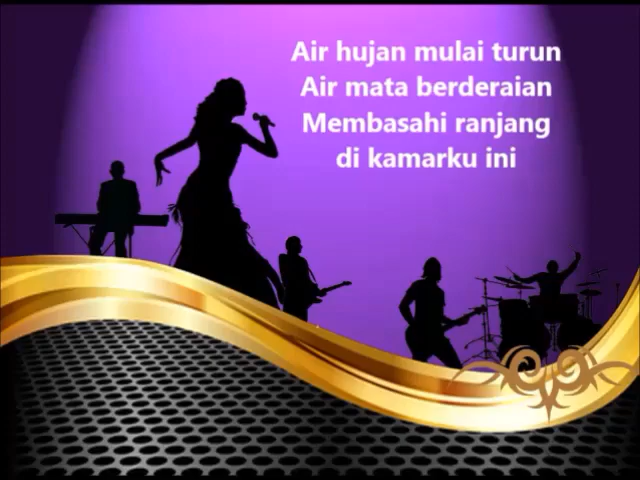 Air hujan mulai turun
Air mata berderaian
Membasahi ranjang
di kamarku ini